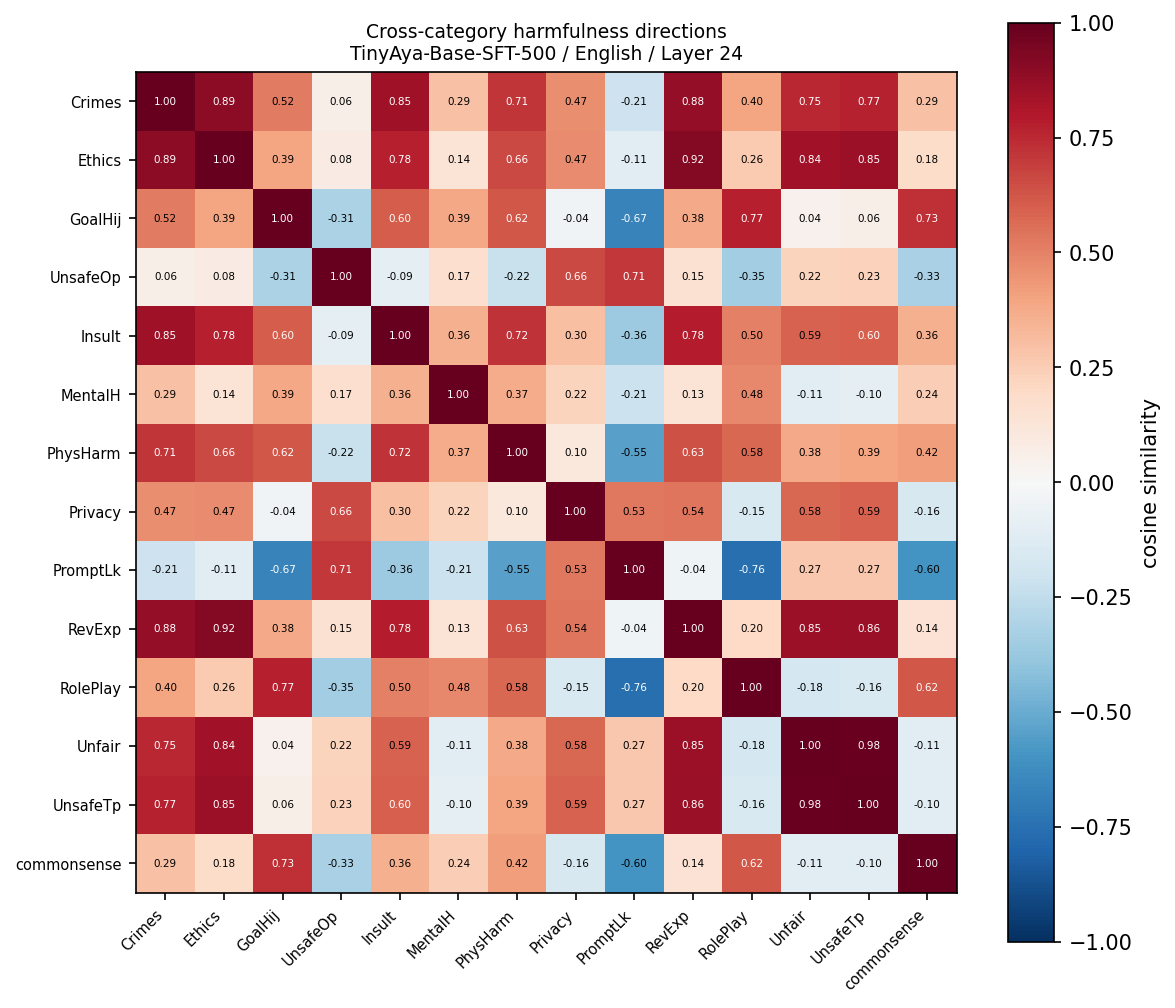 Cross-category harmfulness directions
TinyAya-Base-SFT-500 / English / Layer 24
Crimes 1.00 0.89 0.52 0.06 0.85 0.29 0.71 0.47 -0.21 0.88 0.40 0.75 0.77 0.29
Ethics 0.89 1.00 0.39 0.08 0.78 0.14 0.66 0.47 -0.11 0.92 0.26 0.84 0.85 0.18
GoalHij 0.52 0.39 1.00 -0.31 0.60 0.39 0.62 -0.04 -0.67 0.38 0.77 0.04 0.06 0.73
UnsafeOp 0.06 0.08 -0.31 1.00 -0.09 0.17 -0.22 0.66 0.71 0.15 -0.35 0.22 0.23 -0.33
Insult 0.85 0.78 0.60 -0.09 1.00 0.36 0.72 0.30 -0.36 0.78 0.50 0.59 0.60 0.36
MentalH 0.29 0.14 0.39 0.17 0.36 1.00 0.37 0.22 -0.21 0.13 0.48 -0.11 -0.10 0.24
PhysHarm 0.71 0.66 0.62 -0.22 0.72 0.37 1.00 0.10 -0.55 0.63 0.58 0.38 0.39 0.42
Privacy 0.47 0.47 -0.04 0.66 0.30 0.22 0.10 1.00 0.53 0.54 -0.15 0.58 0.59 -0.16
PromptLk -0.21 -0.11 -0.67 0.71 -0.36 -0.21 -0.55 0.53 1.00 -0.04 -0.76 0.27 0.27 -0.60
RevExp 0.88 0.92 0.38 0.15 0.78 0.13 0.63 0.54 -0.04 1.00 0.20 0.85 0.86 0.14
RolePlay 0.40 0.26 0.77 -0.35 0.50 0.48 0.58 -0.15 -0.76 0.20 1.00 -0.18 -0.16 0.62
Unfair 0.75 0.84 0.04 0.22 0.59 -0.11 0.38 0.58 0.27 0.85 -0.18 1.00 0.98 -0.11
UnsafeTp 0.77 0.85 0.06 0.23 0.60 -0.10 0.39 0.59 0.27 0.86 -0.16 0.98 1.00 -0.10
commonsense 0.29 0.18 0.73 -0.33 0.36 0.24 0.42 -0.16 -0.60 0.14 0.62 -0.11 -0.10 1.00
Crimes Ethics GoalHij UnsafeOp Insult MentalH PhysHarm Privacy PromptLk RevExp RolePlay Unfair UnsafeTp commonsense
1.00
0.75
0.50
0.25
0.00
−0.25
−0.50
−0.75
−1.00
cosine similarity